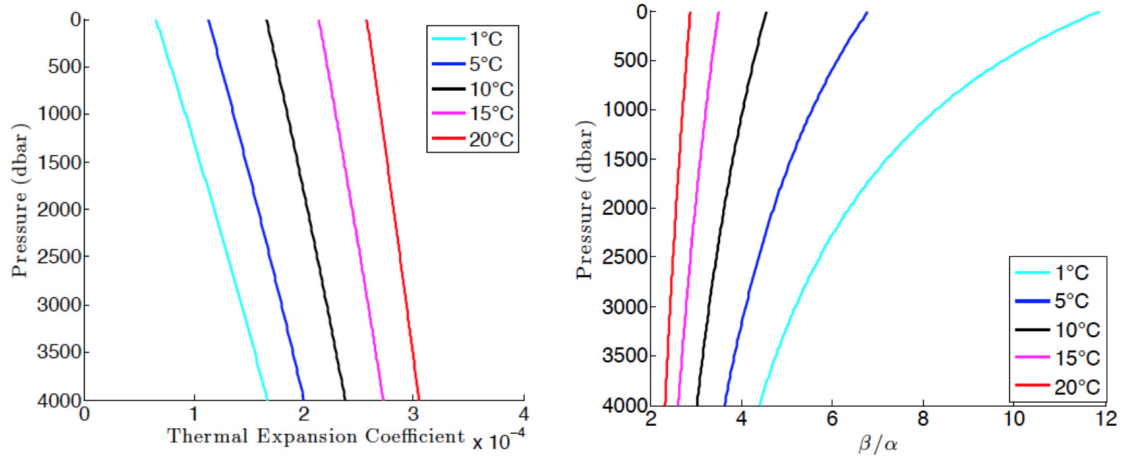 0
500
1000
1500
2000
2500
3000
3500
4000
Pressure (dbar)
1°C
5°C
10°C
15°C
20°C
0 1 2 3 4
Thermal Expansion Coefficient x 10⁻⁴
0
500
1000
1500
2000
2500
3000
3500
4000
Pressure (dbar)
1°C
5°C
10°C
15°C
20°C
2 4 6 8 10 12
β/α